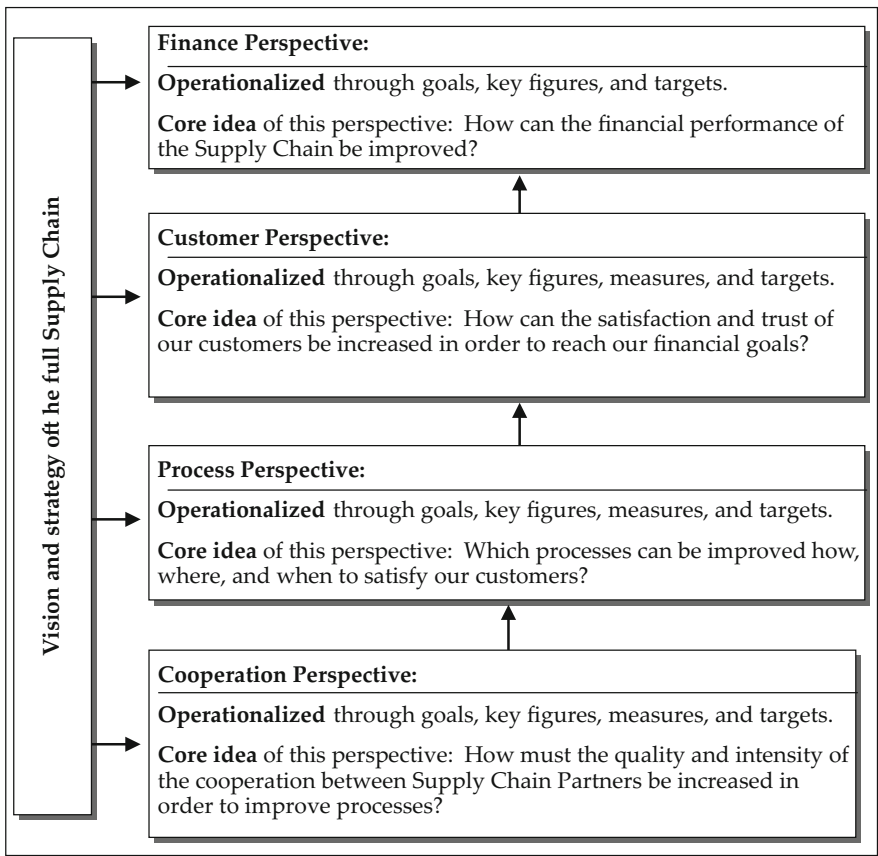 Vision and strategy oft he full Supply Chain
Finance Perspective:
Operationalized through goals, key figures, and targets.
Core idea of this perspective: How can the financial performance of
the Supply Chain be improved?
Customer Perspective:
Operationalized through goals, key figures, measures, and targets.
Core idea of this perspective: How can the satisfaction and trust of
our customers be increased in order to reach our financial goals?
Process Perspective:
Operationalized through goals, key figures, measures, and targets.
Core idea of this perspective: Which processes can be improved how,
where, and when to satisfy our customers?
Cooperation Perspective:
Operationalized through goals, key figures, measures, and targets.
Core idea of this perspective: How must the quality and intensity of
the cooperation between Supply Chain Partners be increased in
order to improve processes?